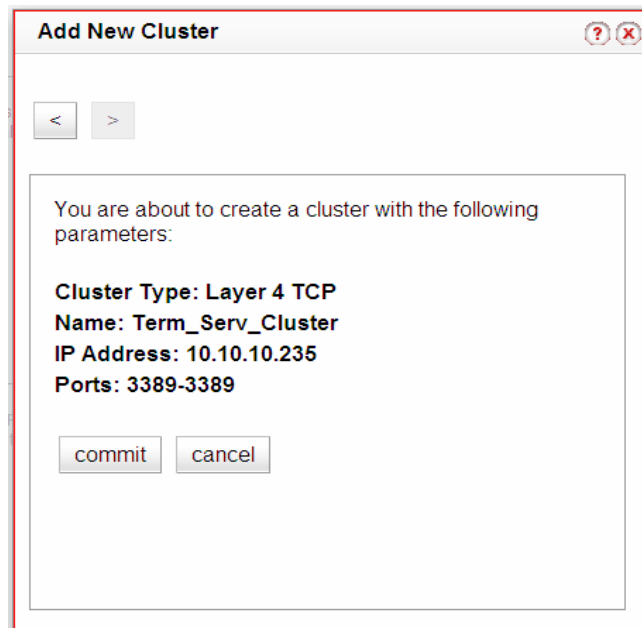 Add New Cluster
?
X
<
>
You are about to create a cluster with the following
parameters:
Cluster Type: Layer 4 TCP
Name: Term_Serv_Cluster
IP Address: 10.10.10.235
Ports: 3389-3389
commit
cancel